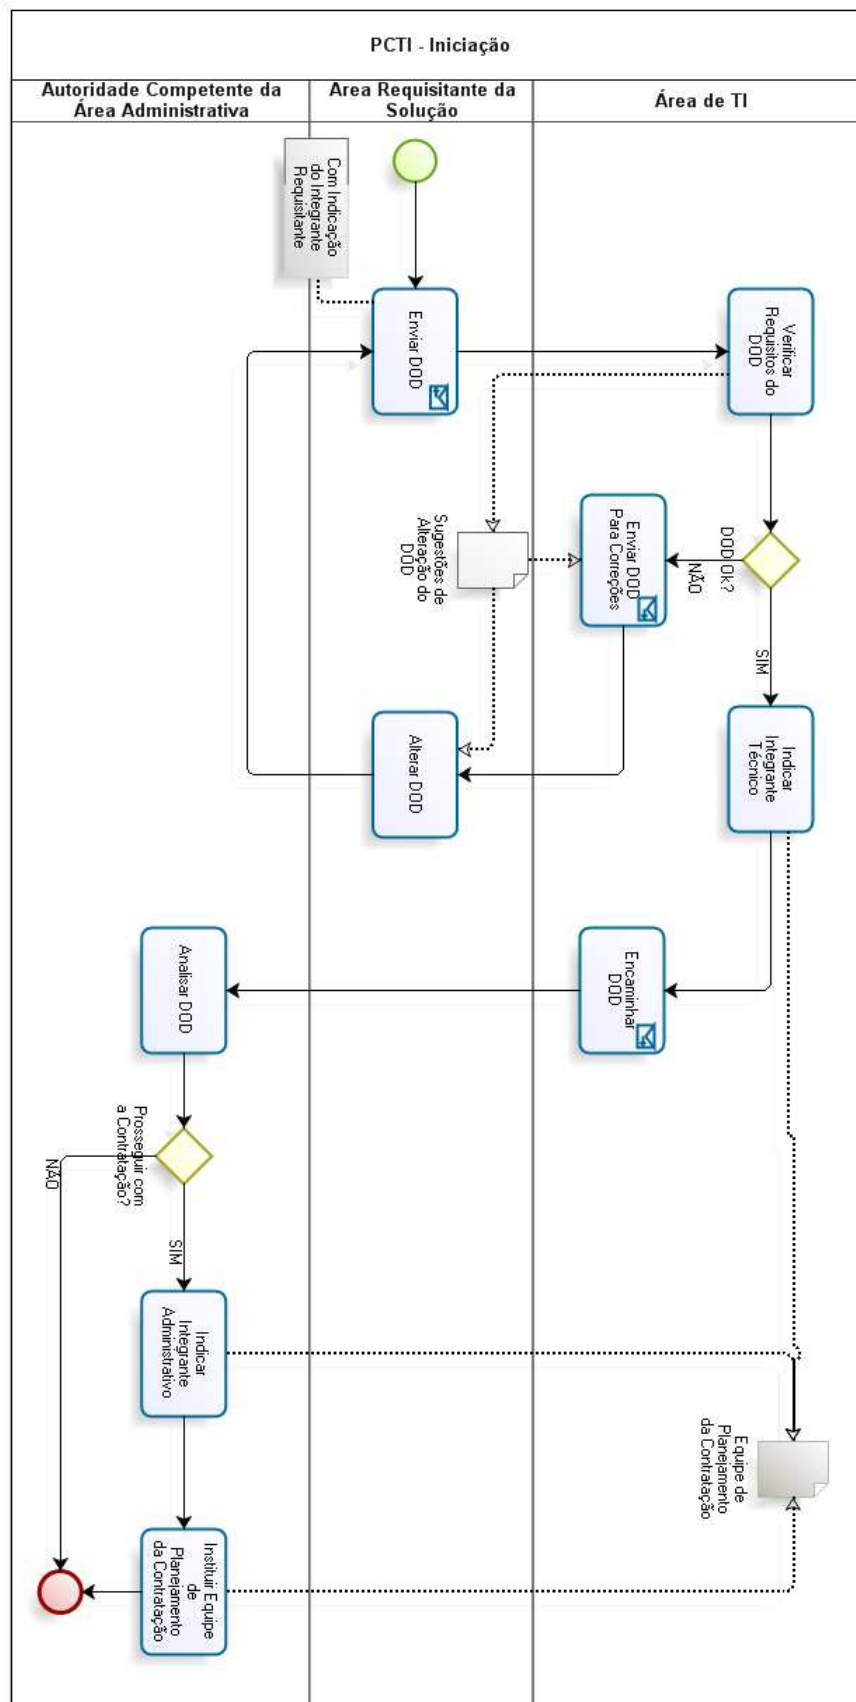 PCTI - Iniciação
Autoridade Competente da
Área Administrativa
Area Requisitante da
Solução
Área de TI
Com Indicação
do Integrante
Requisitante
Enviar DOD
Verificar
Requisitos do
DOD
Sugestões de
Alteração do
DOD
Enviar DOD
Para Correções
DOD Ok?
NÃO
SIM
Alterar DOD
Indicar
Integrante
Técnico
Analisar DOD
Encaminhar
DOD
Prosseguir com
a Contratação?
NÃO
SIM
Indicar
Integrante
Administrativo
Equipe de
Planejamento
da Contratação
Instituir Equipe
de
Planejamento
da Contratação